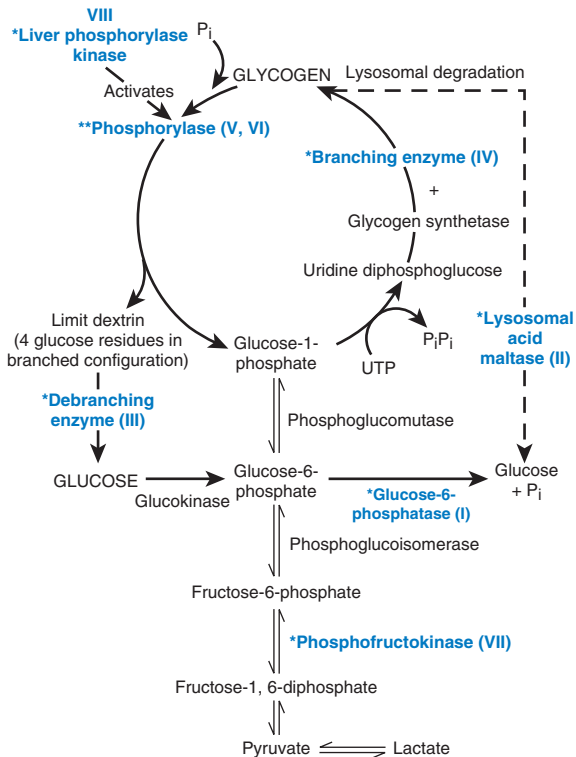 VIII
*Liver phosphorylase
kinase
Pi
Activates
GLYCOGEN
Lysosomal degradation
**Phosphorylase (V, VI)
*Branching enzyme (IV)
+
Glycogen synthetase
Uridine diphosphoglucose
Limit dextrin
(4 glucose residues in
branched configuration)
Glucose-1-
phosphate
UTP
PiPi
*Lysosomal
acid
maltase (II)
*Debranching
enzyme (III)
Phosphoglucomutase
GLUCOSE
Glucokinase
Glucose-6-
phosphate
*Glucose-6-
phosphatase (I)
Glucose
+ Pi
Phosphoglucoisomerase
Fructose-6-phosphate
*Phosphofructokinase (VII)
Fructose-1, 6-diphosphate
Pyruvate
Lactate